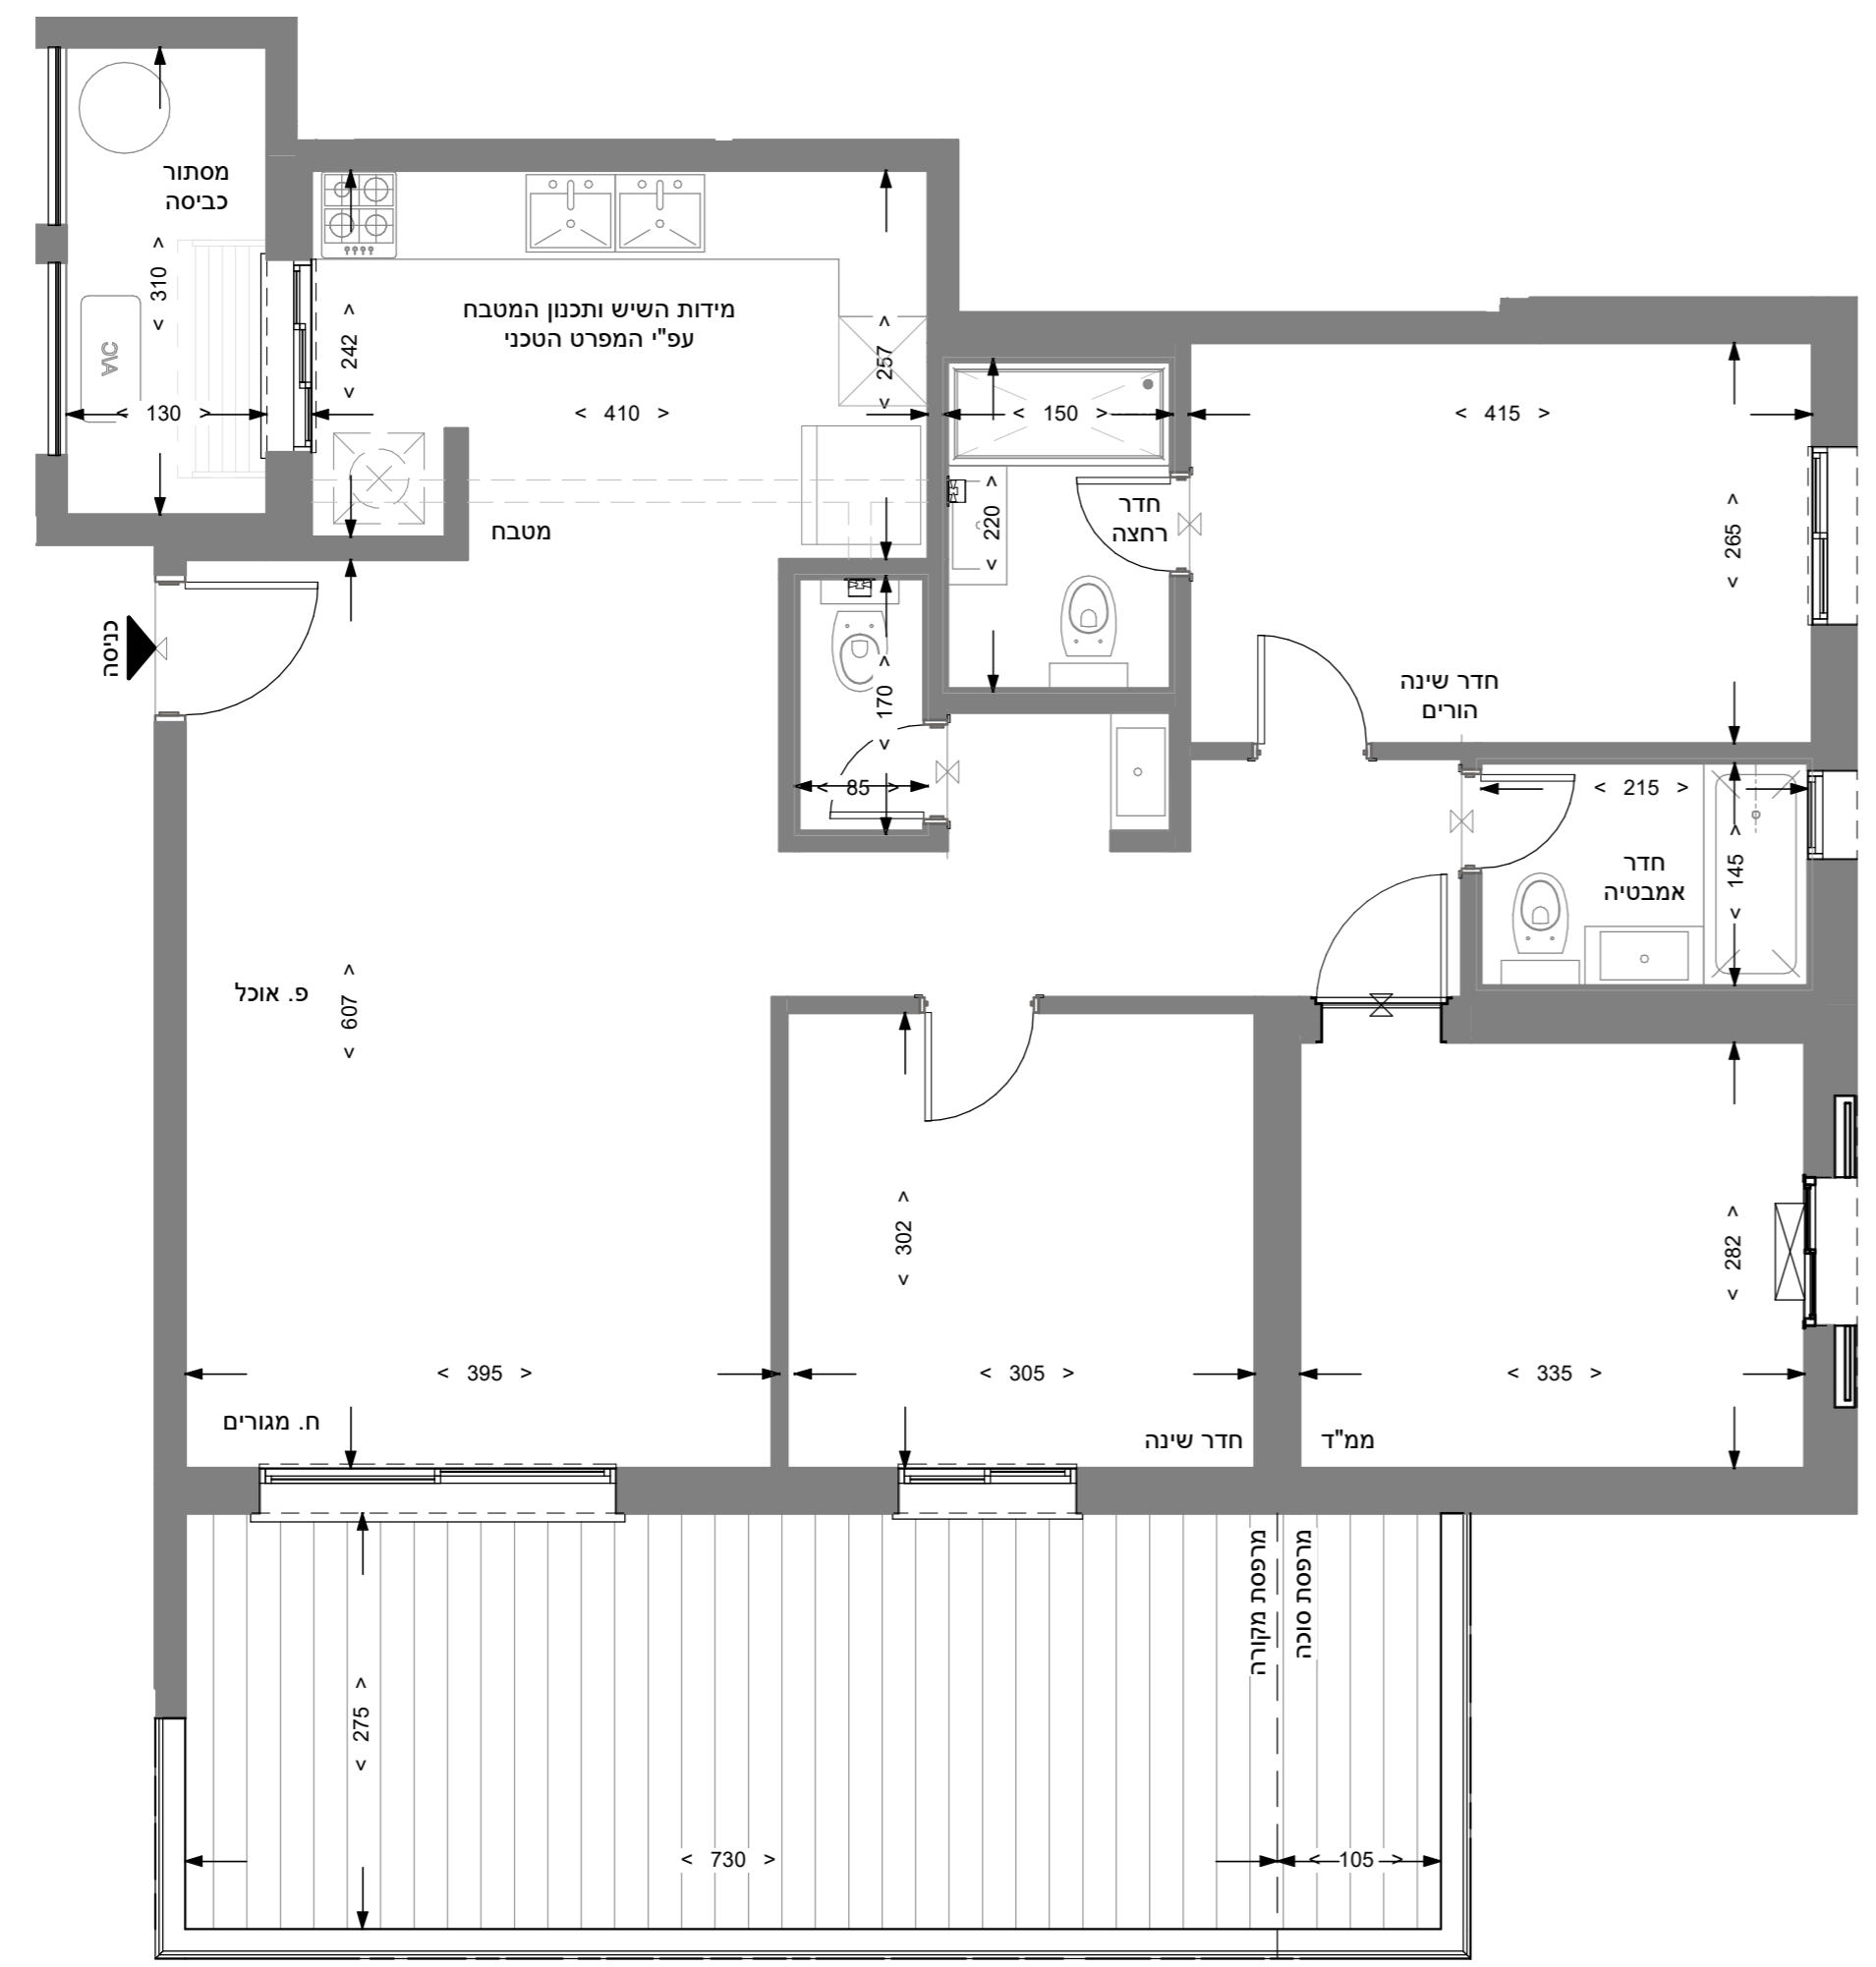 מסתור
כביסה
< 310 >
< 130 >
VAC
מידות השיש ותכנון המטבח
עפ"י המפרט הטכני
< 242 >
< 257 >
< 410 >
מטבח
< 150 >
< 220 >
חדר
רחצה
< 415 >
< 265 >
חדר שינה
הורים
כניסה
< 170 >
< 85 >
< 215 >
< 145 >
חדר
אמבטיה
פ. אוכל
< 607 >
< 302 >
< 282 >
< 395 >
< 305 >
< 335 >
ח. מגורים
חדר שינה
ממ"ד
מרפסת מקורה
מרפסת סוכה
< 275 >
< 730 >
< 105 >